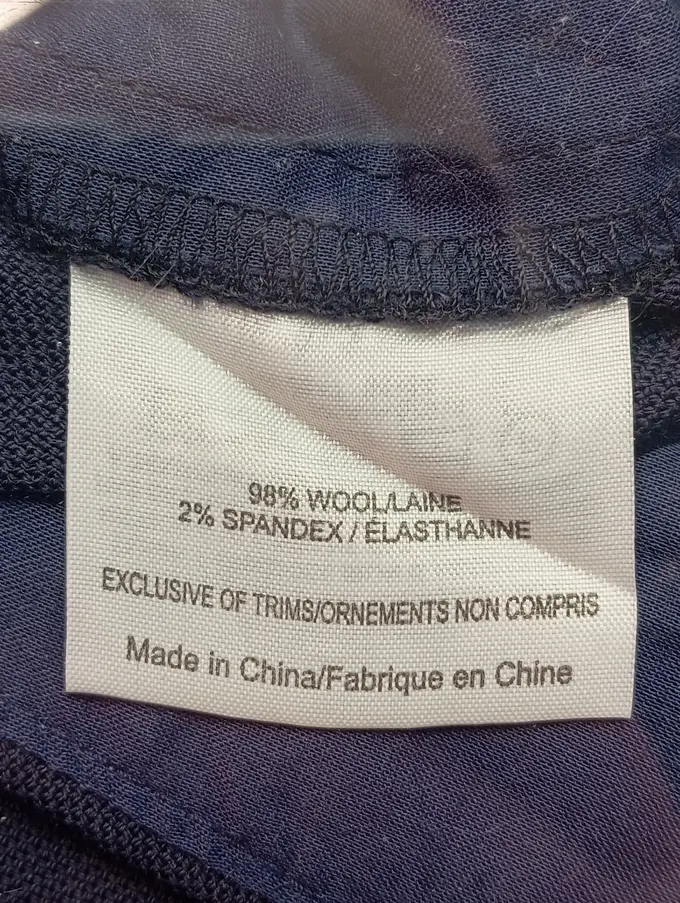 98% WOOL/LAINE
2% SPANDEX / ÉLASTHANNE
EXCLUSIVE OF TRIMS/ORNEMENTS NON COMPRIS
Made in China/Fabrique en Chine